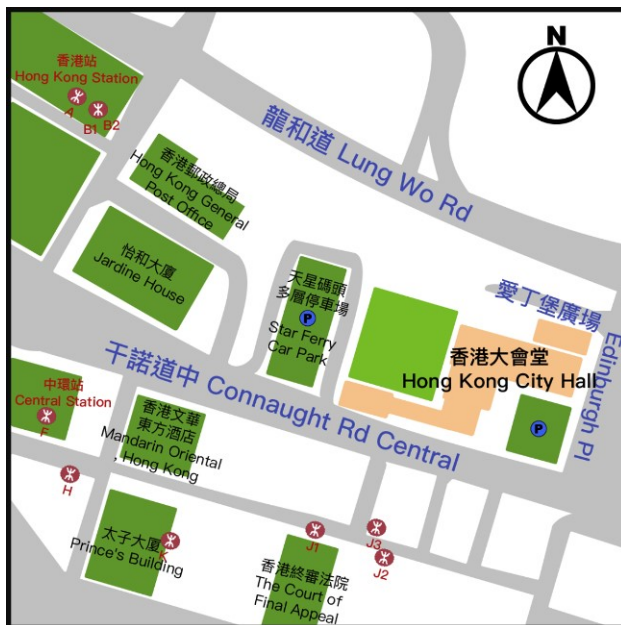 N
香港站
Hong Kong Station
A
B1
B2
龍和道 Lung Wo Rd
香港郵政總局
Hong Kong General
Post Office
怡和大厦
Jardine House
天星碼頭
多層停車場
P
Star Ferry
Car Park
愛丁堡廣場
Edinburgh Pl
香港大會堂
Hong Kong City Hall
P
干諾道中 Connaught Rd Central
中環站
Central Station
F
香港文華
東方酒店
Mandarin Oriental
, Hong Kong
H
太子大厦
Prince's Building
K
J1
J3
J2
香港終審法院
The Court of
Final Appeal